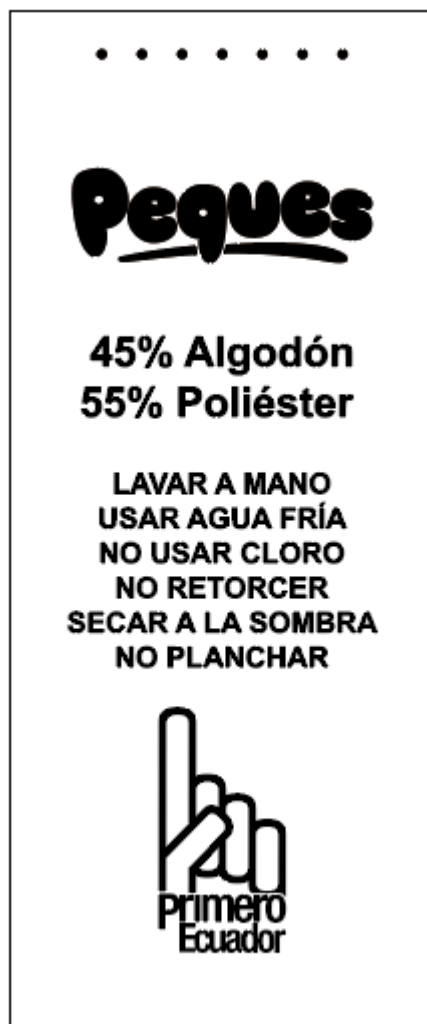 Peques
45% Algodón
55% Poliéster
LAVAR A MANO
USAR AGUA FRÍA
NO USAR CLORO
NO RETORCER
SECAR A LA SOMBRA
NO PLANCHAR
Primero
Ecuador